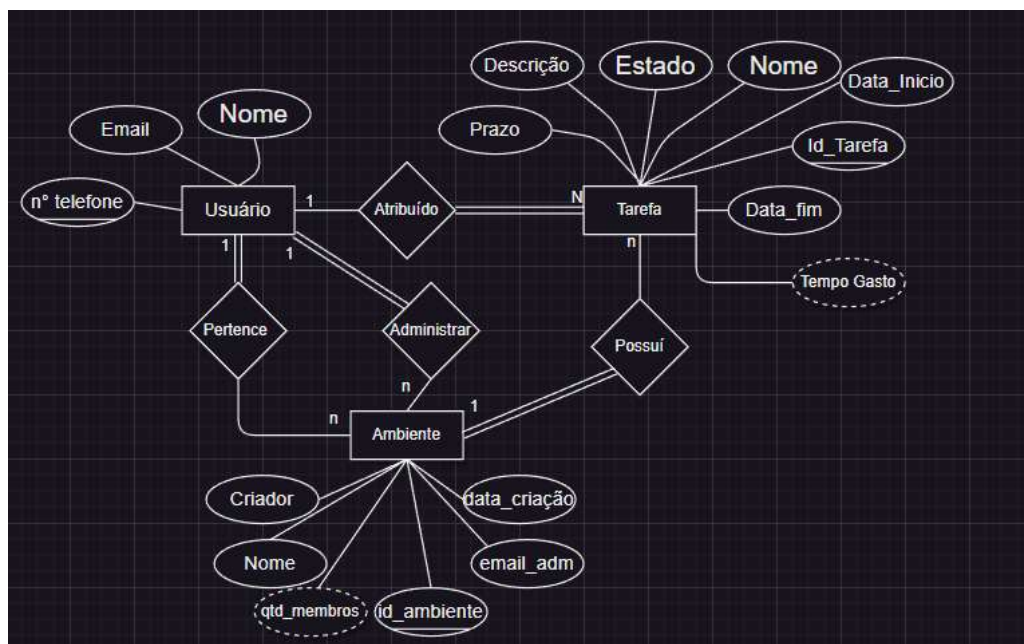 Descrição
Estado
Nome
Data_Inicio
Email
Nome
Prazo
Id_Tarefa
n° telefone
Usuário
1
Atribuído
N
Tarefa
Data_fim
1
1
n
Tempo Gasto
Pertence
Administrar
Possuí
n
n
1
Ambiente
Criador
data_criação
Nome
email_adm
qtd_membros
id_ambiente